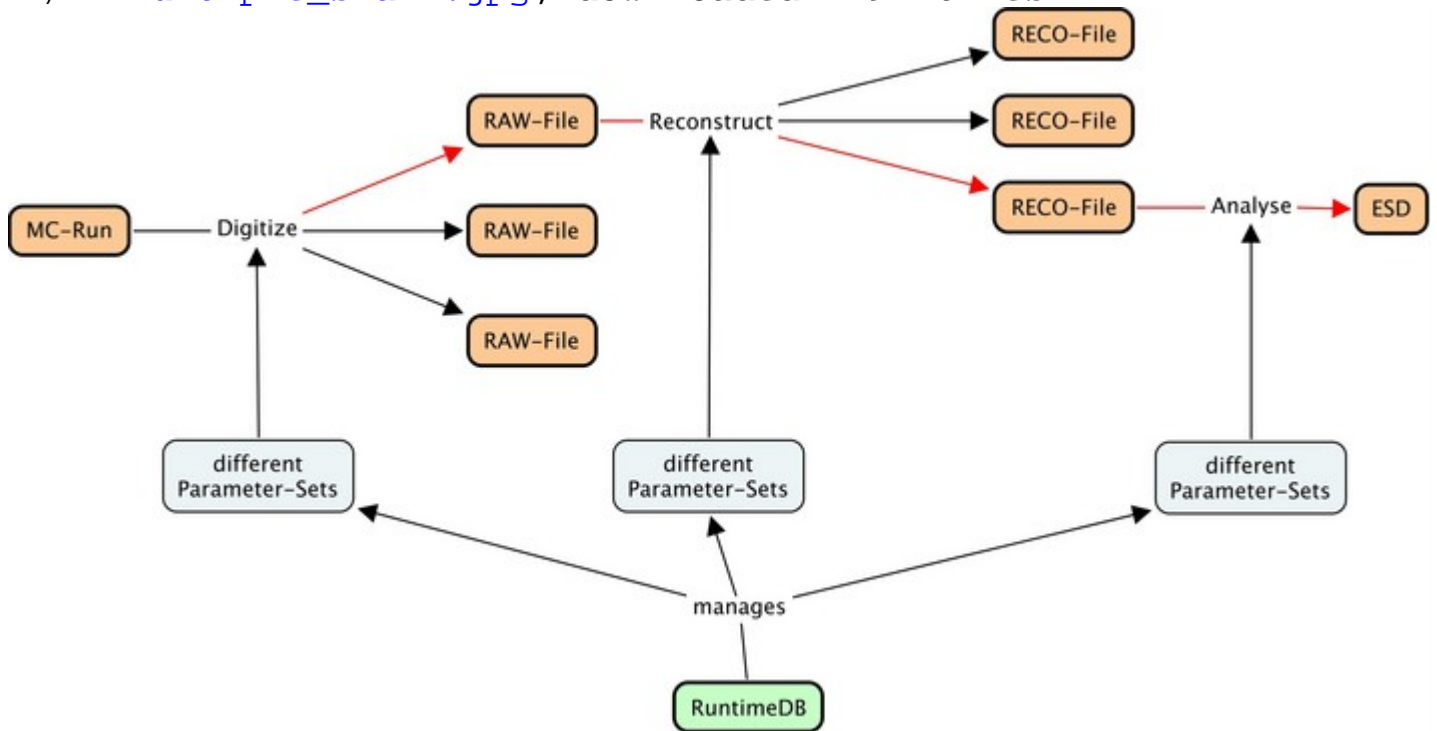 RECO-File
RAW-File
Reconstruct
RECO-File
MC-Run
Digitize
RAW-File
RECO-File
Analyse
ESD
RAW-File
different
Parameter-Sets
different
Parameter-Sets
different
Parameter-Sets
manages
RuntimeDB